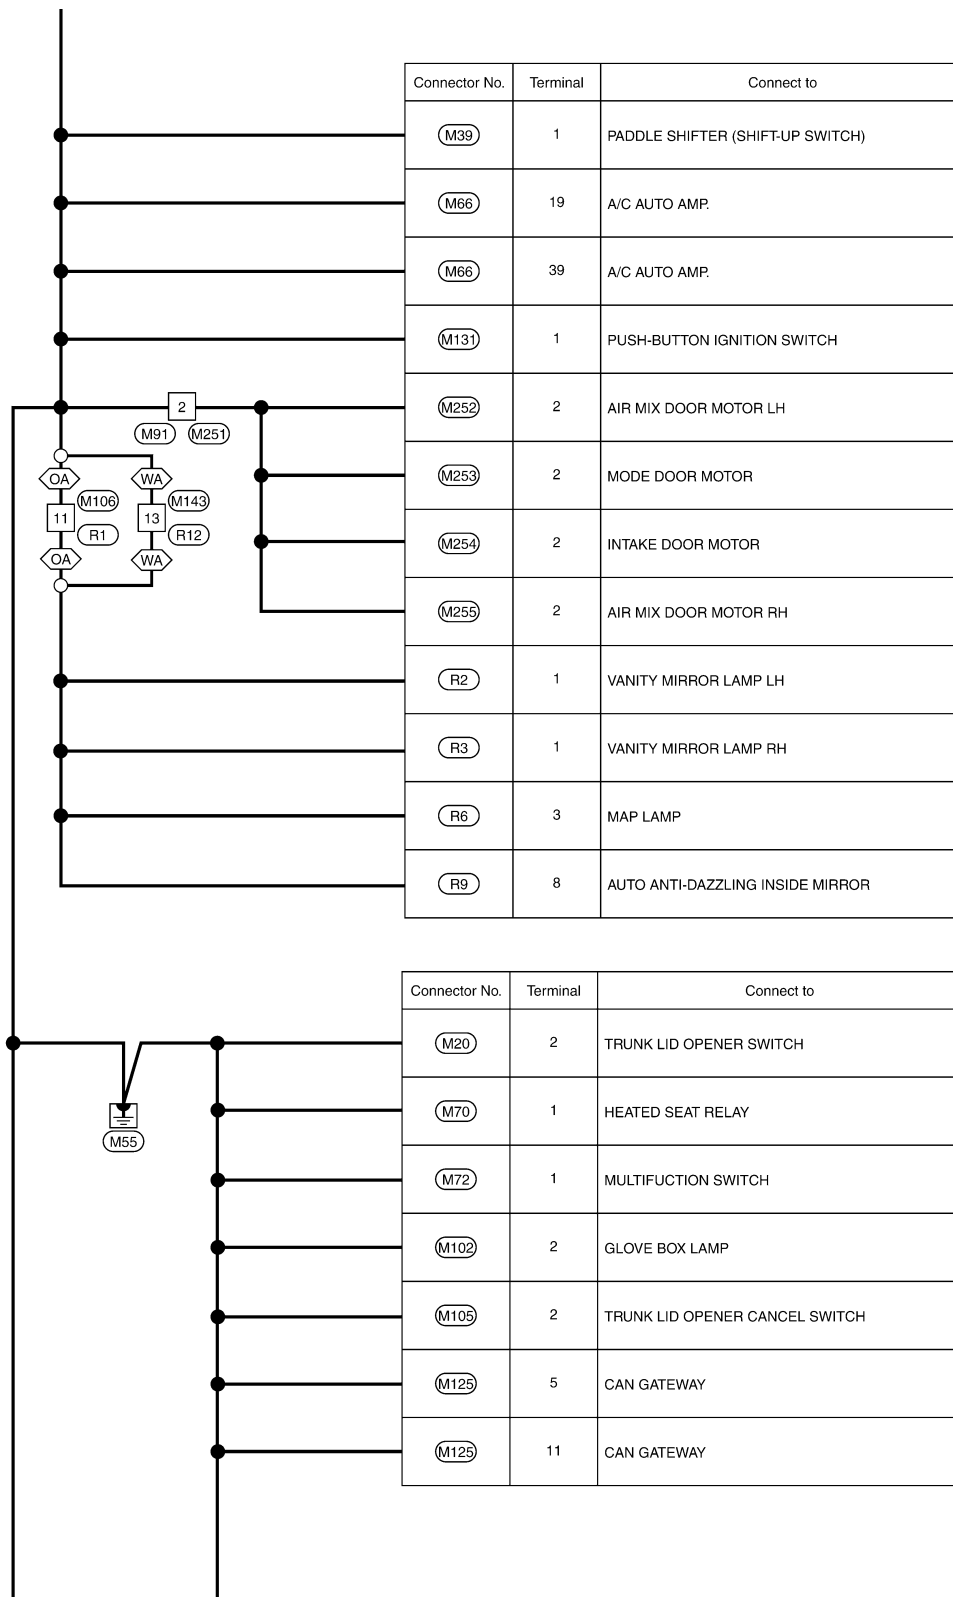 Connector No. Terminal Connect to
M39 1 PADDLE SHIFTER (SHIFT-UP SWITCH)
M66 19 A/C AUTO AMP.
M66 39 A/C AUTO AMP.
M131 1 PUSH-BUTTON IGNITION SWITCH
2 M252 2 AIR MIX DOOR MOTOR LH
M91 M251
OA WA M253 2 MODE DOOR MOTOR
M106 M143
11 13
R1 R12
M254 2 INTAKE DOOR MOTOR
OA WA
M255 2 AIR MIX DOOR MOTOR RH
R2 1 VANITY MIRROR LAMP LH
R3 1 VANITY MIRROR LAMP RH
R6 3 MAP LAMP
R9 8 AUTO ANTI-DAZZLING INSIDE MIRROR
Connector No. Terminal Connect to
M20 2 TRUNK LID OPENER SWITCH
M70 1 HEATED SEAT RELAY
M55
M72 1 MULTIFUCTION SWITCH
M102 2 GLOVE BOX LAMP
M105 2 TRUNK LID OPENER CANCEL SWITCH
M125 5 CAN GATEWAY
M125 11 CAN GATEWAY